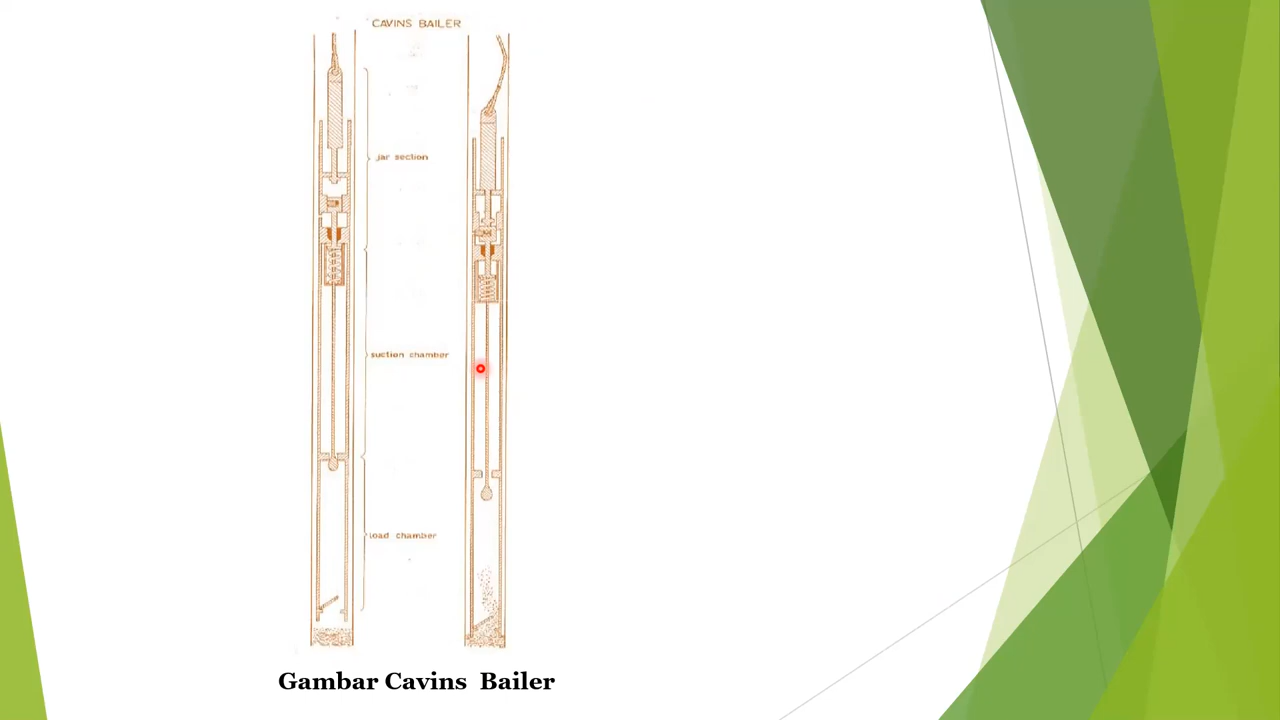 CAVINS BAILER
jar section
suction chamber
load chamber
Gambar Cavins Bailer